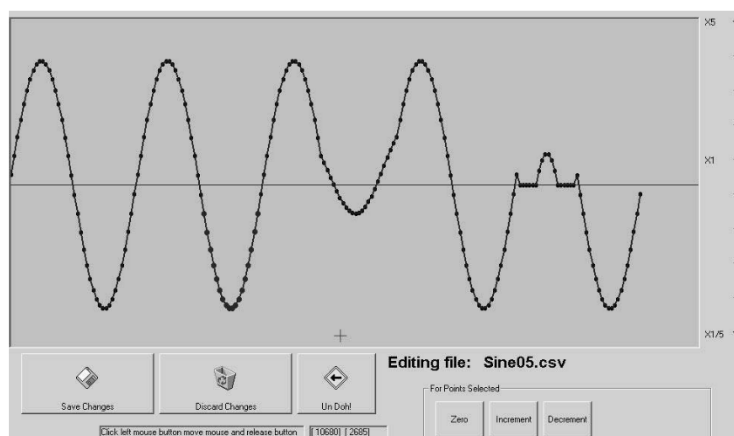 X5
X1
X1/5
Editing file: Sine05.csv
Save Changes
Discard Changes
Un Doh!
For Points Selected
Zero
Increment
Decrement
Click left mouse button move mouse and release button
[10680] [2685]